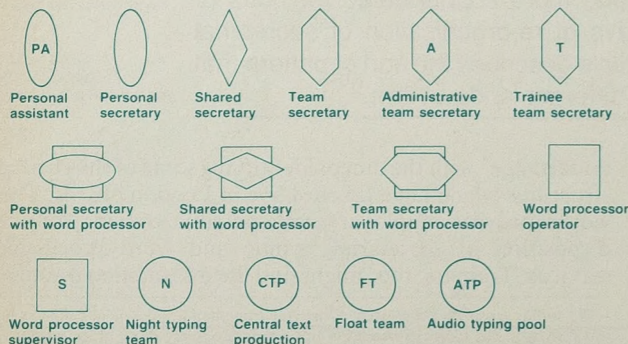 PA
A
T
Personal assistant
Personal secretary
Shared secretary
Team secretary
Administrative team secretary
Trainee team secretary
Personal secretary with word processor
Shared secretary with word processor
Team secretary with word processor
Word processor operator
S
N
CTP
FT
ATP
Word processor supervisor
Night typing team
Central text production
Float team
Audio typing pool